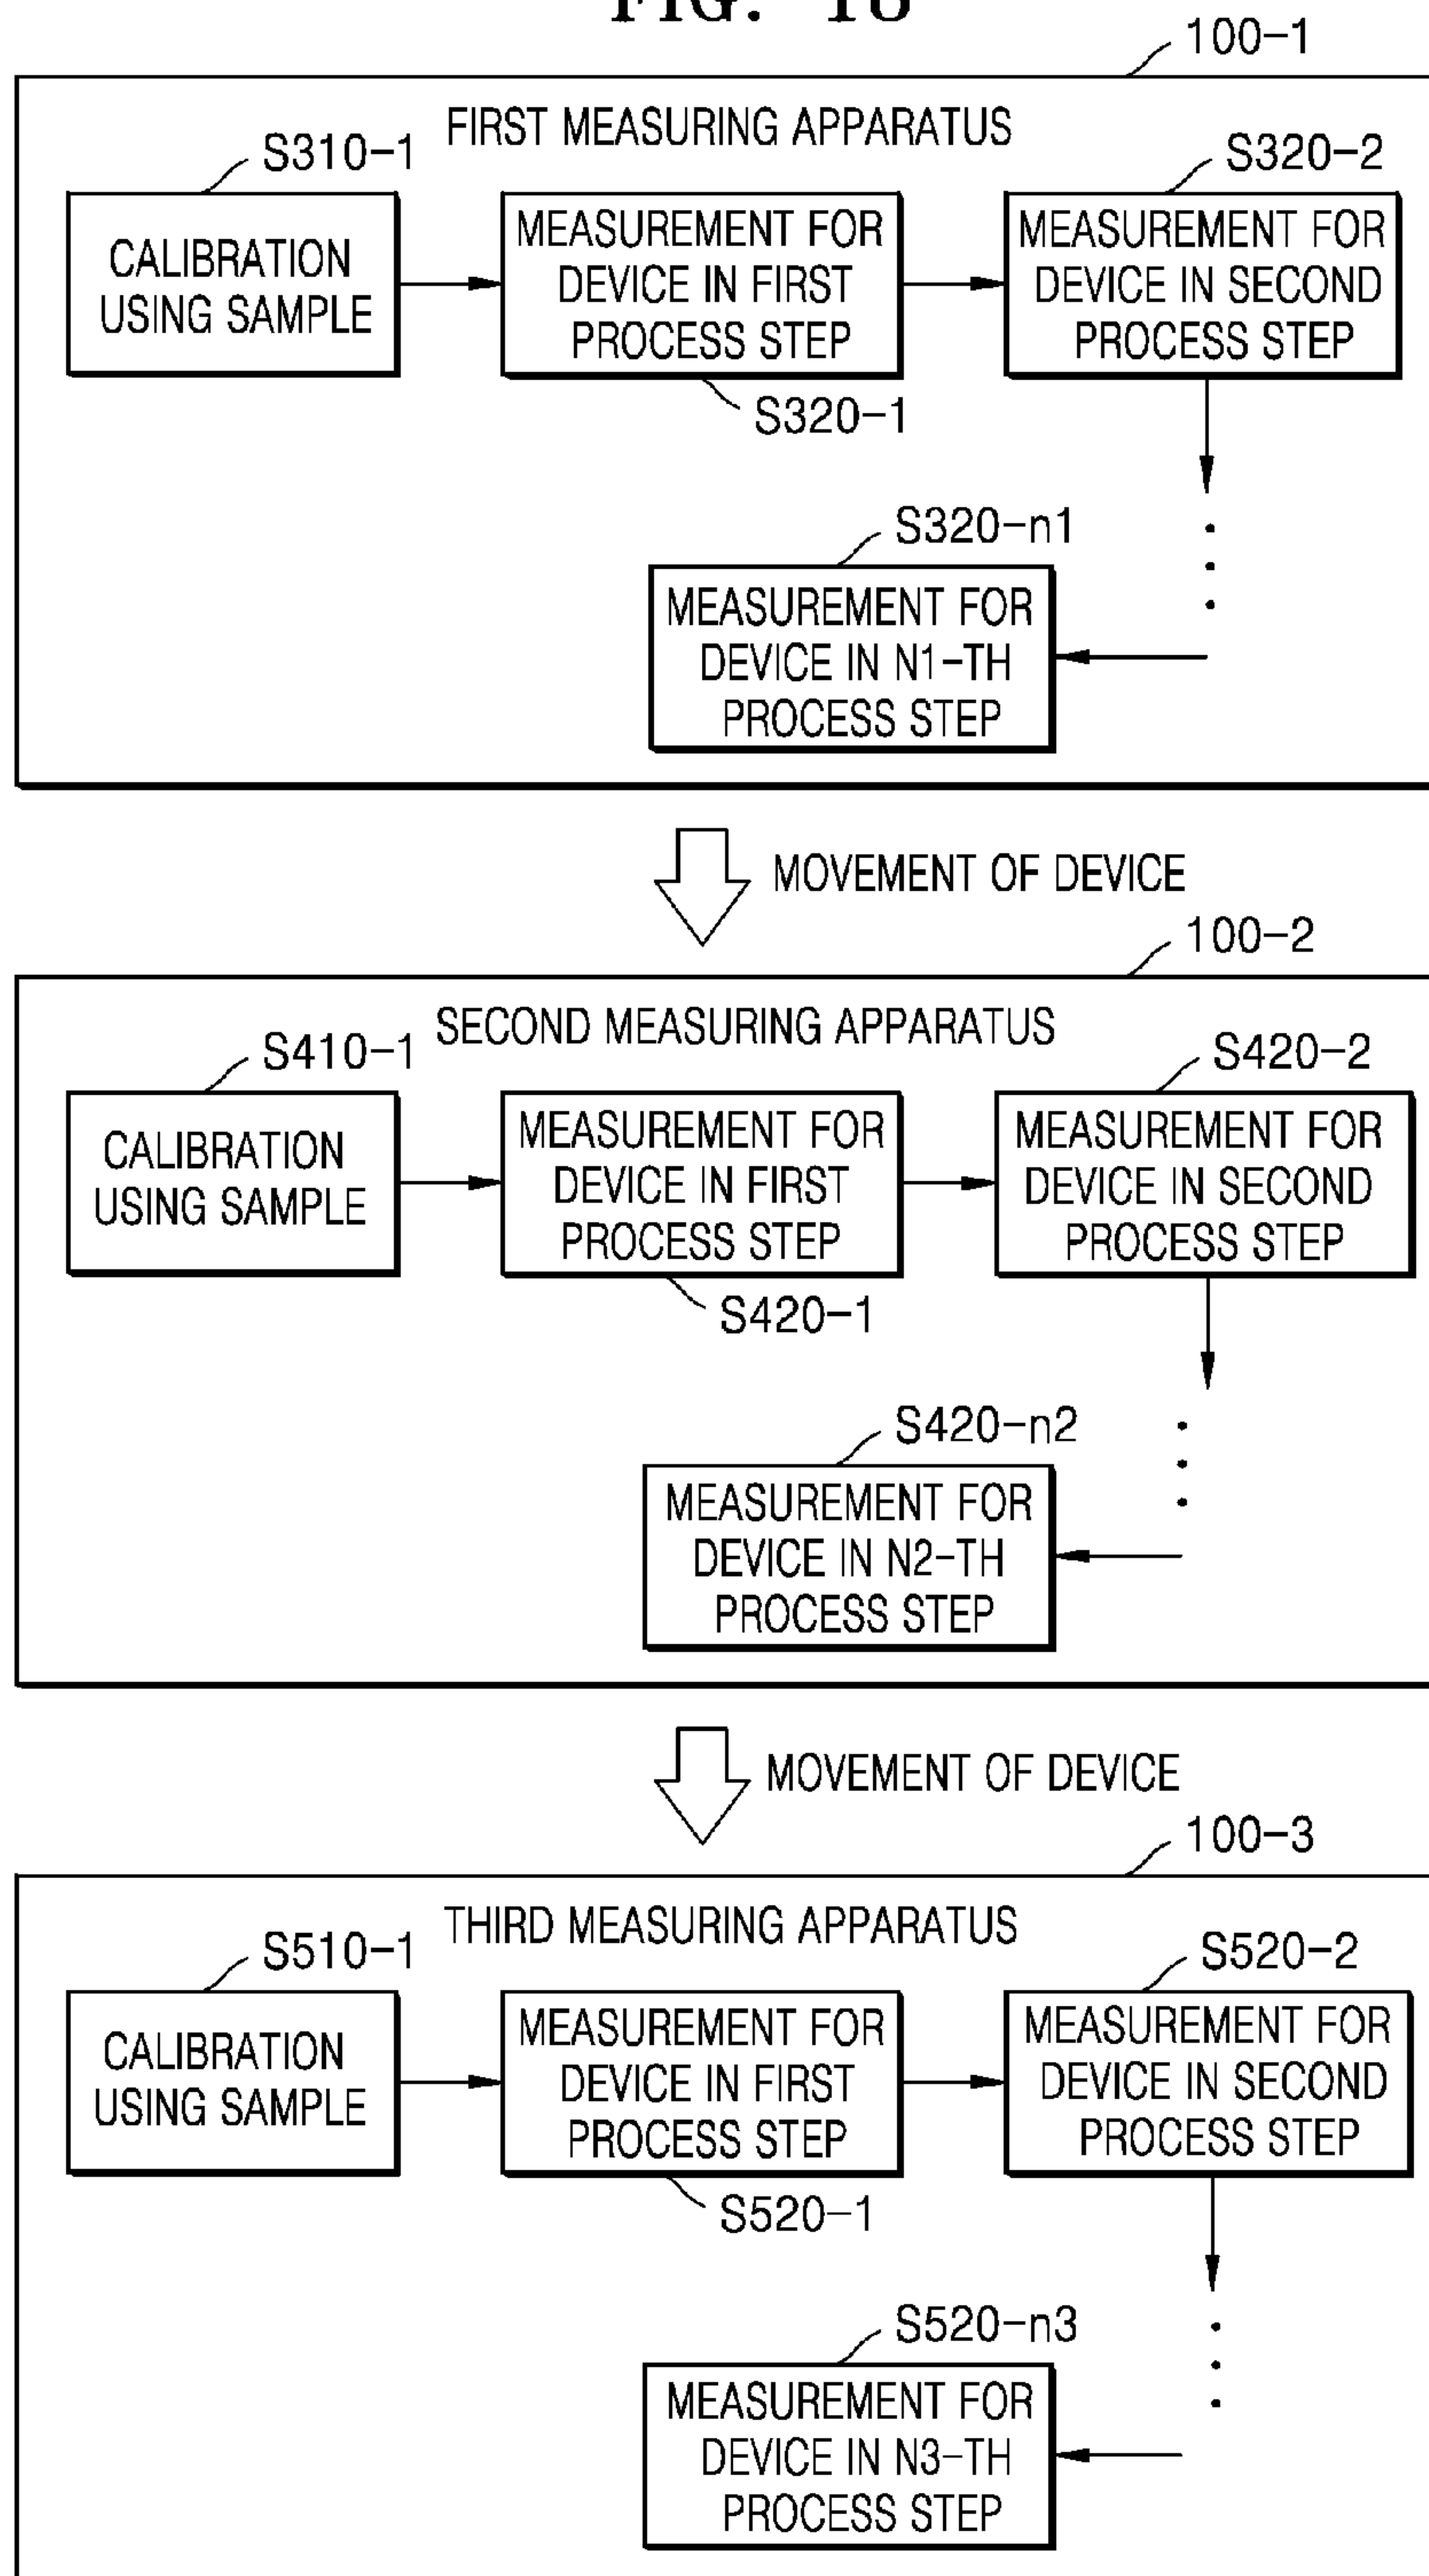 FIG. 18
100-1
FIRST MEASURING APPARATUS
S310-1
S320-2
CALIBRATION
USING SAMPLE
MEASUREMENT FOR
DEVICE IN FIRST
PROCESS STEP
MEASUREMENT FOR
DEVICE IN SECOND
PROCESS STEP
S320-1
S320-n1
MEASUREMENT FOR
DEVICE IN N1-TH
PROCESS STEP
MOVEMENT OF DEVICE
100-2
SECOND MEASURING APPARATUS
S410-1
S420-2
CALIBRATION
USING SAMPLE
MEASUREMENT FOR
DEVICE IN FIRST
PROCESS STEP
MEASUREMENT FOR
DEVICE IN SECOND
PROCESS STEP
S420-1
S420-n2
MEASUREMENT FOR
DEVICE IN N2-TH
PROCESS STEP
MOVEMENT OF DEVICE
100-3
THIRD MEASURING APPARATUS
S510-1
S520-2
CALIBRATION
USING SAMPLE
MEASUREMENT FOR
DEVICE IN FIRST
PROCESS STEP
MEASUREMENT FOR
DEVICE IN SECOND
PROCESS STEP
S520-1
S520-n3
MEASUREMENT FOR
DEVICE IN N3-TH
PROCESS STEP